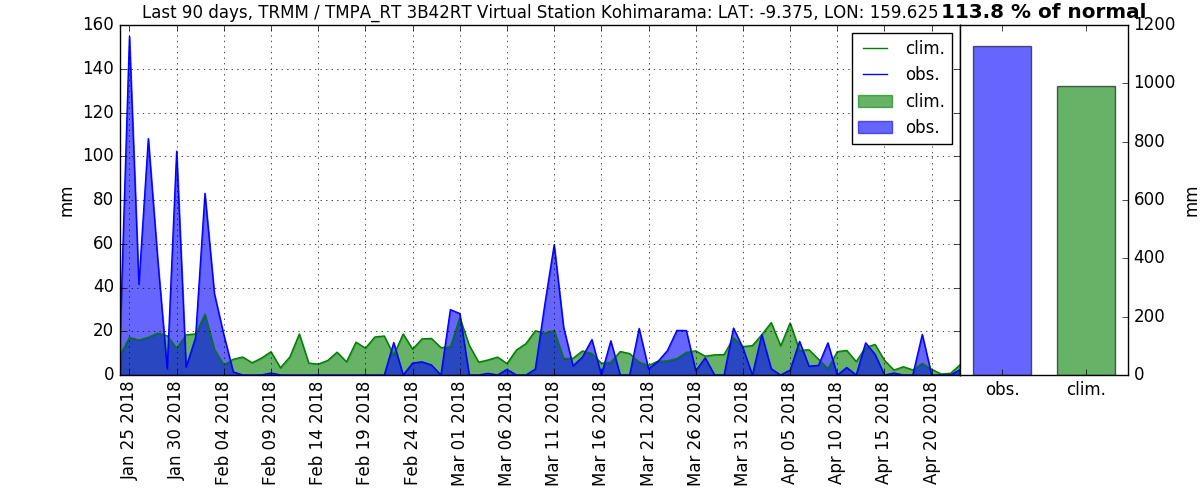 Last 90 days, TRMM / TMPA_RT 3B42RT Virtual Station Kohimarama: LAT: -9.375, LON: 159.625 113.8 % of normal
160
140
120
100
80
60
40
20
0
mm
clim.
obs.
clim.
obs.
1200
1000
800
600
400
200
0
mm
obs.
clim.
Jan 25 2018
Jan 30 2018
Feb 04 2018
Feb 09 2018
Feb 14 2018
Feb 19 2018
Feb 24 2018
Mar 01 2018
Mar 06 2018
Mar 11 2018
Mar 16 2018
Mar 21 2018
Mar 26 2018
Mar 31 2018
Apr 05 2018
Apr 10 2018
Apr 15 2018
Apr 20 2018